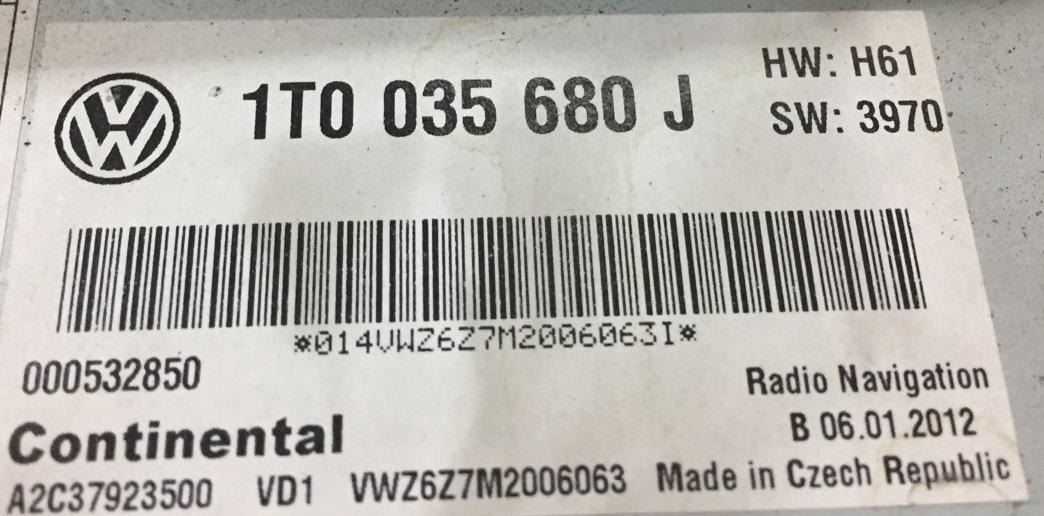 1T0 035 680 J
HW: H61
SW: 3970
*014VWZ6Z7M2006063I*
000532850
Radio Navigation
B 06.01.2012
Continental
A2C37923500 VD1 VWZ6Z7M2006063 Made in Czech Republic